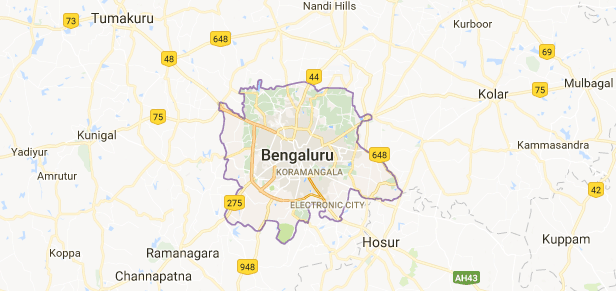 Nandi Hills
Tumakuru
73
Kurboor
648
69
48
44
Mulbagal
75
Kolar
75
Kunigal
Kammasandra
Yadiyur
Bengaluru
648
KORAMANGALA
Amrutur
42
275
ELECTRONIC CITY
Hosur
Kuppam
Koppa
Ramanagara
948
Channapatna
AH43